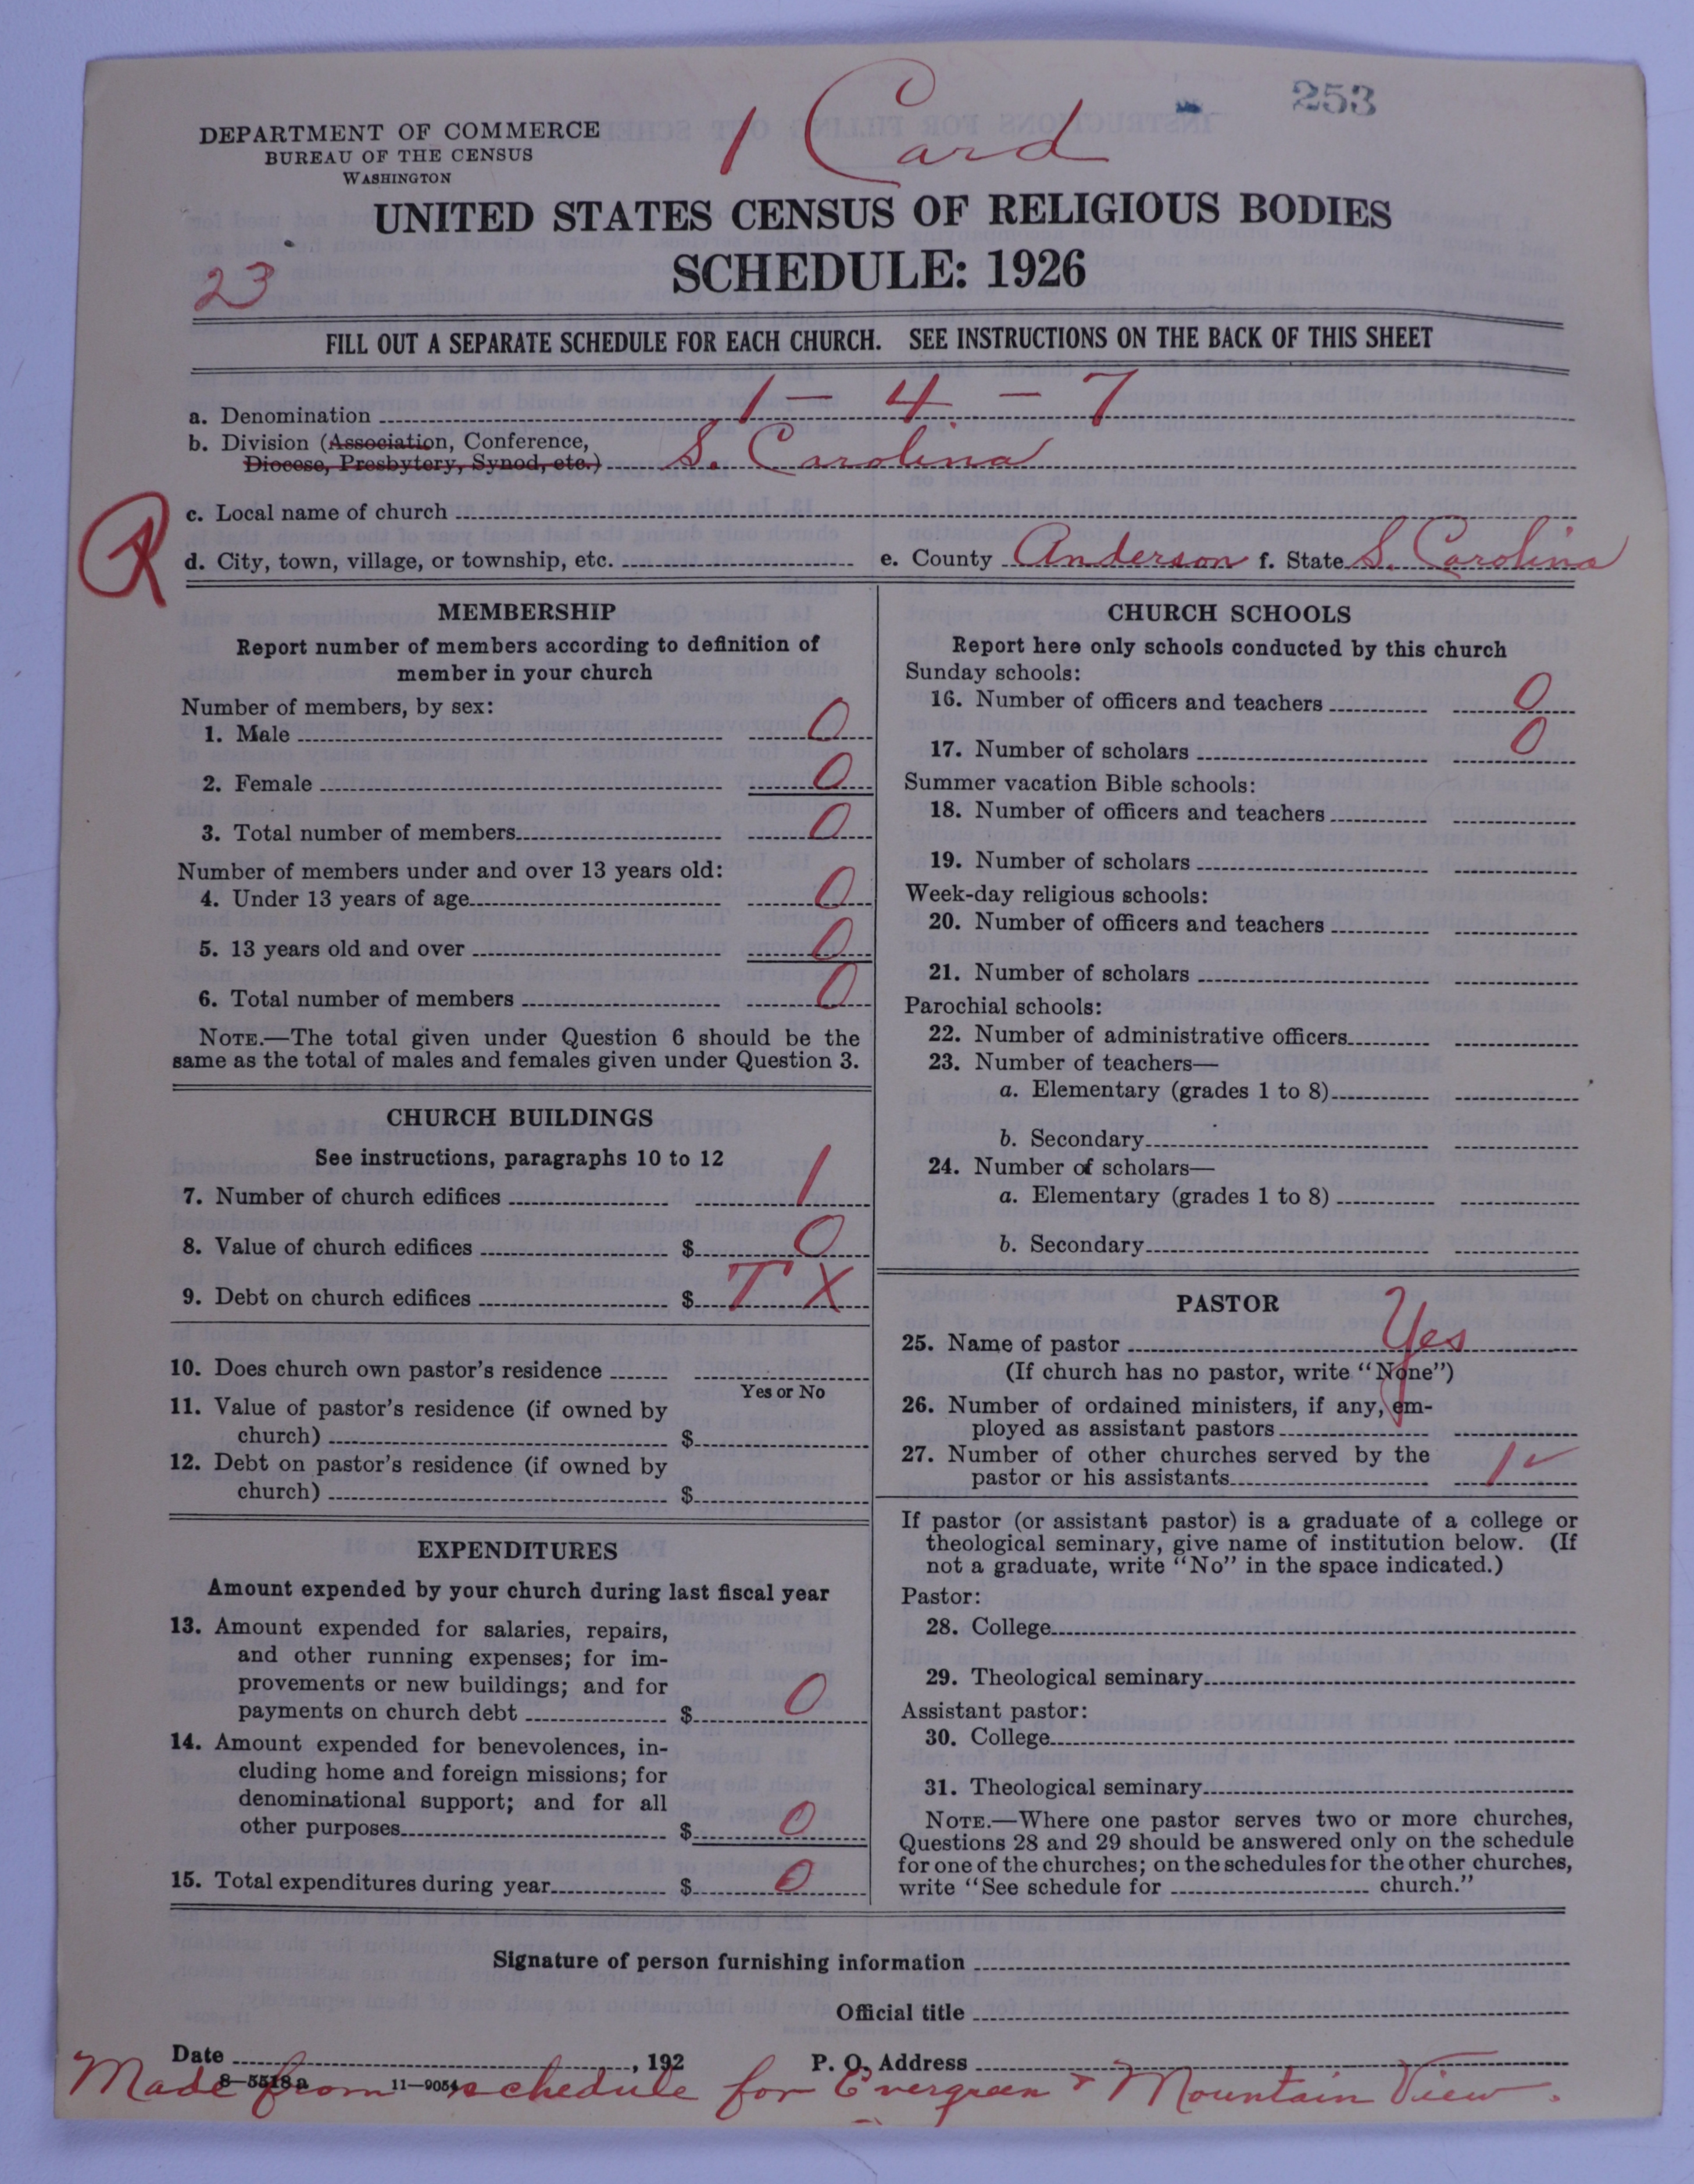 253
1 Card
DEPARTMENT OF COMMERCE
BUREAU OF THE CENSUS
WASHINGTON
UNITED STATES CENSUS OF RELIGIOUS BODIES
SCHEDULE: 1926
23
FILL OUT A SEPARATE SCHEDULE FOR EACH CHURCH. SEE INSTRUCTIONS ON THE BACK OF THIS SHEET
a. Denomination 1 – 4 – 7
b. Division (Association, Conference,
Diocese, Presbytery, Synod, etc.) S. Carolina
R
c. Local name of church
d. City, town, village, or township, etc. e. County Anderson f. State S. Carolina
MEMBERSHIP
Report number of members according to definition of
member in your church
Number of members, by sex:
1. Male 0
2. Female 0
3. Total number of members 0
Number of members under and over 13 years old:
4. Under 13 years of age 0
5. 13 years old and over 0
6. Total number of members 0
NOTE.—The total given under Question 6 should be the
same as the total of males and females given under Question 3.
CHURCH BUILDINGS
See instructions, paragraphs 10 to 12
7. Number of church edifices 1
8. Value of church edifices $ 0
9. Debt on church edifices $ T X
10. Does church own pastor's residence
Yes or No
11. Value of pastor's residence (if owned by
church) $
12. Debt on pastor's residence (if owned by
church) $
EXPENDITURES
Amount expended by your church during last fiscal year
13. Amount expended for salaries, repairs,
and other running expenses; for im-
provements or new buildings; and for
payments on church debt $ 0
14. Amount expended for benevolences, in-
cluding home and foreign missions; for
denominational support; and for all
other purposes $ 0
15. Total expenditures during year $ 0
CHURCH SCHOOLS
Report here only schools conducted by this church
Sunday schools:
16. Number of officers and teachers 0
17. Number of scholars 0
Summer vacation Bible schools:
18. Number of officers and teachers
19. Number of scholars
Week-day religious schools:
20. Number of officers and teachers
21. Number of scholars
Parochial schools:
22. Number of administrative officers
23. Number of teachers—
a. Elementary (grades 1 to 8)
b. Secondary
24. Number of scholars—
a. Elementary (grades 1 to 8)
b. Secondary
PASTOR
25. Name of pastor Yes
(If church has no pastor, write "None")
26. Number of ordained ministers, if any, em-
ployed as assistant pastors
27. Number of other churches served by the
pastor or his assistants 1 ✓
If pastor (or assistant pastor) is a graduate of a college or
theological seminary, give name of institution below. (If
not a graduate, write "No" in the space indicated.)
Pastor:
28. College
29. Theological seminary
Assistant pastor:
30. College
31. Theological seminary
NOTE.—Where one pastor serves two or more churches,
Questions 28 and 29 should be answered only on the schedule
for one of the churches; on the schedules for the other churches,
write "See schedule for church."
Signature of person furnishing information
Official title
Date , 192 P. O. Address
8—5518 a 11—9054
Made from schedule for Evergreen & Mountain View.